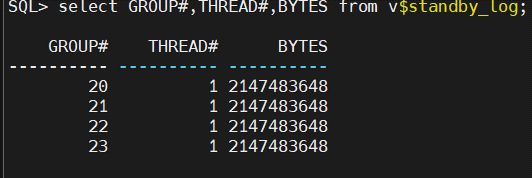 SQL> select GROUP#,THREAD#,BYTES from v$standby_log;
    GROUP#    THREAD#      BYTES
---------- ---------- ----------
        20          1 2147483648
        21          1 2147483648
        22          1 2147483648
        23          1 2147483648